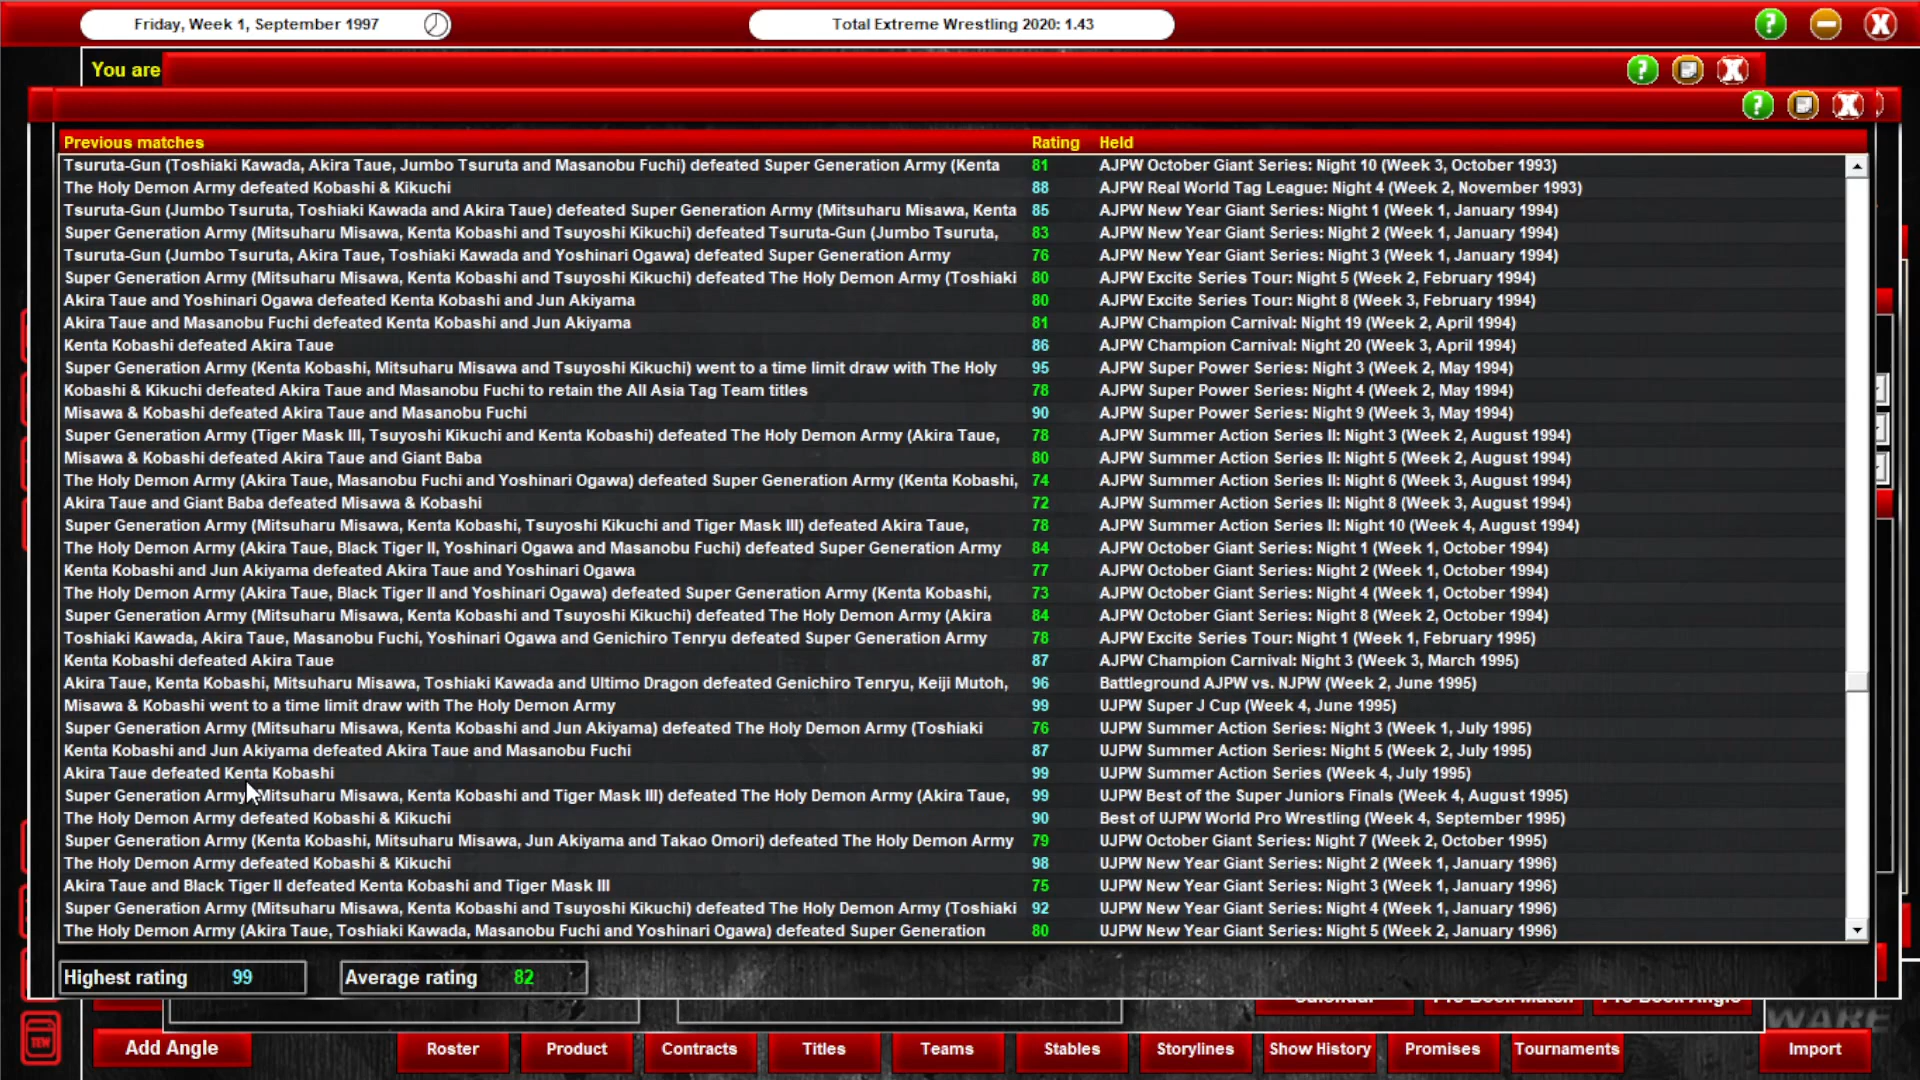 Friday, Week 1, September 1997
Total Extreme Wrestling 2020: 1.43
You are
Previous matches Rating Held
Tsuruta-Gun (Toshiaki Kawada, Akira Taue, Jumbo Tsuruta and Masanobu Fuchi) defeated Super Generation Army (Kenta 81 AJPW October Giant Series: Night 10 (Week 3, October 1993)
The Holy Demon Army defeated Kobashi & Kikuchi 88 AJPW Real World Tag League: Night 4 (Week 2, November 1993)
Tsuruta-Gun (Jumbo Tsuruta, Toshiaki Kawada and Akira Taue) defeated Super Generation Army (Mitsuharu Misawa, Kenta 85 AJPW New Year Giant Series: Night 1 (Week 1, January 1994)
Super Generation Army (Mitsuharu Misawa, Kenta Kobashi and Tsuyoshi Kikuchi) defeated Tsuruta-Gun (Jumbo Tsuruta, 83 AJPW New Year Giant Series: Night 2 (Week 1, January 1994)
Tsuruta-Gun (Jumbo Tsuruta, Akira Taue, Toshiaki Kawada and Yoshinari Ogawa) defeated Super Generation Army 76 AJPW New Year Giant Series: Night 3 (Week 1, January 1994)
Super Generation Army (Mitsuharu Misawa, Kenta Kobashi and Tsuyoshi Kikuchi) defeated The Holy Demon Army (Toshiaki 80 AJPW Excite Series Tour: Night 5 (Week 2, February 1994)
Akira Taue and Yoshinari Ogawa defeated Kenta Kobashi and Jun Akiyama 80 AJPW Excite Series Tour: Night 8 (Week 3, February 1994)
Akira Taue and Masanobu Fuchi defeated Kenta Kobashi and Jun Akiyama 81 AJPW Champion Carnival: Night 19 (Week 2, April 1994)
Kenta Kobashi defeated Akira Taue 86 AJPW Champion Carnival: Night 20 (Week 3, April 1994)
Super Generation Army (Kenta Kobashi, Mitsuharu Misawa and Tsuyoshi Kikuchi) went to a time limit draw with The Holy 95 AJPW Super Power Series: Night 3 (Week 2, May 1994)
Kobashi & Kikuchi defeated Akira Taue and Masanobu Fuchi to retain the All Asia Tag Team titles 78 AJPW Super Power Series: Night 4 (Week 2, May 1994)
Misawa & Kobashi defeated Akira Taue and Masanobu Fuchi 90 AJPW Super Power Series: Night 9 (Week 3, May 1994)
Super Generation Army (Tiger Mask III, Tsuyoshi Kikuchi and Kenta Kobashi) defeated The Holy Demon Army (Akira Taue, 78 AJPW Summer Action Series II: Night 3 (Week 2, August 1994)
Misawa & Kobashi defeated Akira Taue and Giant Baba 80 AJPW Summer Action Series II: Night 5 (Week 2, August 1994)
The Holy Demon Army (Akira Taue, Masanobu Fuchi and Yoshinari Ogawa) defeated Super Generation Army (Kenta Kobashi, 74 AJPW Summer Action Series II: Night 6 (Week 3, August 1994)
Akira Taue and Giant Baba defeated Misawa & Kobashi 72 AJPW Summer Action Series II: Night 8 (Week 3, August 1994)
Super Generation Army (Mitsuharu Misawa, Kenta Kobashi, Tsuyoshi Kikuchi and Tiger Mask III) defeated Akira Taue, 78 AJPW Summer Action Series II: Night 10 (Week 4, August 1994)
The Holy Demon Army (Akira Taue, Black Tiger II, Yoshinari Ogawa and Masanobu Fuchi) defeated Super Generation Army 84 AJPW October Giant Series: Night 1 (Week 1, October 1994)
Kenta Kobashi and Jun Akiyama defeated Akira Taue and Yoshinari Ogawa 77 AJPW October Giant Series: Night 2 (Week 1, October 1994)
The Holy Demon Army (Akira Taue, Black Tiger II and Yoshinari Ogawa) defeated Super Generation Army (Kenta Kobashi, 73 AJPW October Giant Series: Night 4 (Week 1, October 1994)
Super Generation Army (Mitsuharu Misawa, Kenta Kobashi and Tsuyoshi Kikuchi) defeated The Holy Demon Army (Akira 84 AJPW October Giant Series: Night 8 (Week 2, October 1994)
Toshiaki Kawada, Akira Taue, Masanobu Fuchi, Yoshinari Ogawa and Genichiro Tenryu defeated Super Generation Army 78 AJPW Excite Series Tour: Night 1 (Week 1, February 1995)
Kenta Kobashi defeated Akira Taue 87 AJPW Champion Carnival: Night 3 (Week 3, March 1995)
Akira Taue, Kenta Kobashi, Mitsuharu Misawa, Toshiaki Kawada and Ultimo Dragon defeated Genichiro Tenryu, Keiji Mutoh, 96 Battleground AJPW vs. NJPW (Week 2, June 1995)
Misawa & Kobashi went to a time limit draw with The Holy Demon Army 99 UJPW Super J Cup (Week 4, June 1995)
Super Generation Army (Mitsuharu Misawa, Kenta Kobashi and Jun Akiyama) defeated The Holy Demon Army (Toshiaki 76 UJPW Summer Action Series: Night 3 (Week 1, July 1995)
Kenta Kobashi and Jun Akiyama defeated Akira Taue and Masanobu Fuchi 87 UJPW Summer Action Series: Night 5 (Week 2, July 1995)
Akira Taue defeated Kenta Kobashi 99 UJPW Summer Action Series (Week 4, July 1995)
Super Generation Army (Mitsuharu Misawa, Kenta Kobashi and Tiger Mask III) defeated The Holy Demon Army (Akira Taue, 99 UJPW Best of the Super Juniors Finals (Week 4, August 1995)
The Holy Demon Army defeated Kobashi & Kikuchi 90 Best of UJPW World Pro Wrestling (Week 4, September 1995)
Super Generation Army (Kenta Kobashi, Mitsuharu Misawa, Jun Akiyama and Takao Omori) defeated The Holy Demon Army 79 UJPW October Giant Series: Night 7 (Week 2, October 1995)
The Holy Demon Army defeated Kobashi & Kikuchi 98 UJPW New Year Giant Series: Night 2 (Week 1, January 1996)
Akira Taue and Black Tiger II defeated Kenta Kobashi and Tiger Mask III 75 UJPW New Year Giant Series: Night 3 (Week 1, January 1996)
Super Generation Army (Mitsuharu Misawa, Kenta Kobashi and Tsuyoshi Kikuchi) defeated The Holy Demon Army (Toshiaki 92 UJPW New Year Giant Series: Night 4 (Week 1, January 1996)
The Holy Demon Army (Akira Taue, Toshiaki Kawada, Masanobu Fuchi and Yoshinari Ogawa) defeated Super Generation 80 UJPW New Year Giant Series: Night 5 (Week 2, January 1996)
Highest rating 99 Average rating 82
Calendar Pre Book Match Pre Book Angle
WARE
TEW
Add Angle Roster Product Contracts Titles Teams Stables Storylines Show History Promises Tournaments Import